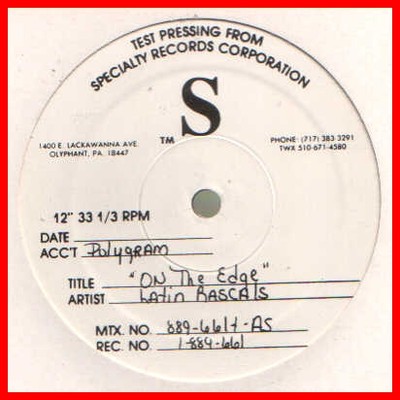 TEST PRESSING FROM
SPECIALTY RECORDS CORPORATION
S
TM
1400 E. LACKAWANNA AVE.
OLYPHANT, PA. 18447
PHONE: (717) 383 3291
TWX 510-671-4580
12" 33 1/3 RPM
DATE
ACC'T Polygram
TITLE "ON The Edge"
ARTIST Latin RASCALS
MTX. NO. 889-661-1-AS
REC. NO. 1-889-661